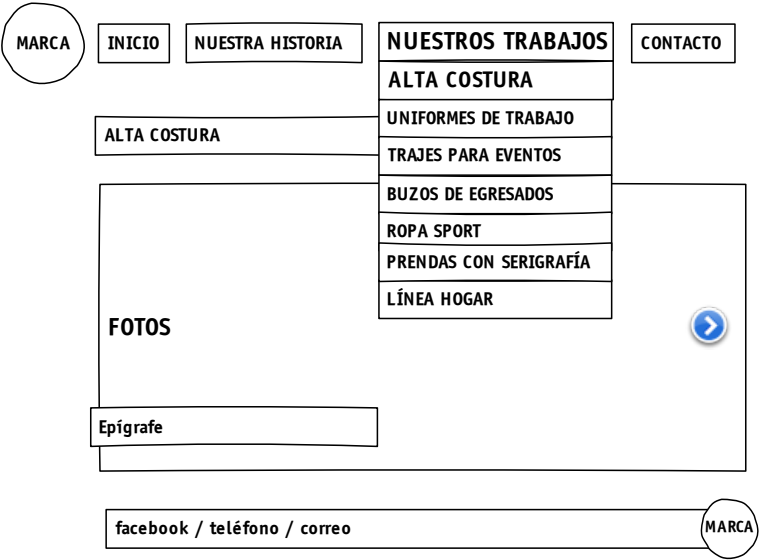 MARCA
INICIO
NUESTRA HISTORIA
NUESTROS TRABAJOS
CONTACTO
ALTA COSTURA
UNIFORMES DE TRABAJO
ALTA COSTURA
TRAJES PARA EVENTOS
BUZOS DE EGRESADOS
ROPA SPORT
PRENDAS CON SERIGRAFÍA
LÍNEA HOGAR
FOTOS
Epígrafe
facebook / teléfono / correo
MARCA